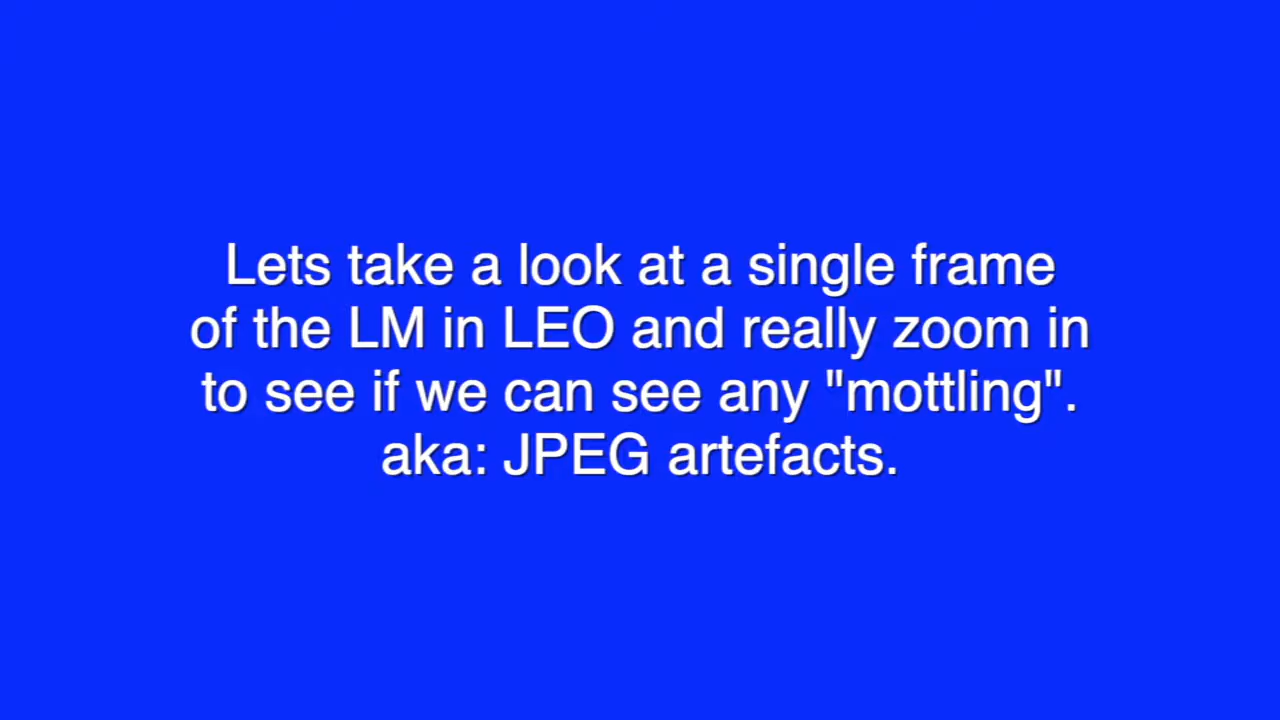 Lets take a look at a single frame
of the LM in LEO and really zoom in
to see if we can see any "mottling".
aka: JPEG artefacts.